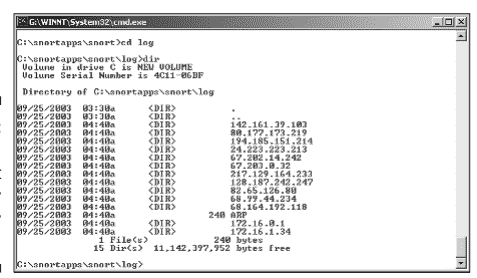 G:\WINNT\System32\cmd.exe
C:\snortapps\snort>cd log
C:\snortapps\snort\log>dir
Volume in drive C is NEW VOLUME
Volume Serial Number is 4C11-06DF
Directory of C:\snortapps\snort\log
09/25/2003 03:30a <DIR> .
09/25/2003 03:30a <DIR> ..
09/25/2003 04:40a <DIR> 142.161.39.103
09/25/2003 04:40a <DIR> 80.177.173.219
09/25/2003 04:40a <DIR> 194.185.151.214
09/25/2003 04:40a <DIR> 24.223.223.213
09/25/2003 04:40a <DIR> 67.202.14.242
09/25/2003 04:40a <DIR> 67.203.0.32
09/25/2003 04:40a <DIR> 217.129.164.233
09/25/2003 04:40a <DIR> 128.187.242.247
09/25/2003 04:40a <DIR> 82.65.126.80
09/25/2003 04:40a <DIR> 68.99.44.234
09/25/2003 04:40a <DIR> 68.164.192.118
09/25/2003 04:40a 240 ARP
09/25/2003 04:40a <DIR> 172.16.0.1
09/25/2003 04:40a <DIR> 172.16.1.34
1 File(s) 240 bytes
15 Dir(s) 11,142,397,952 bytes free
C:\snortapps\snort\log>